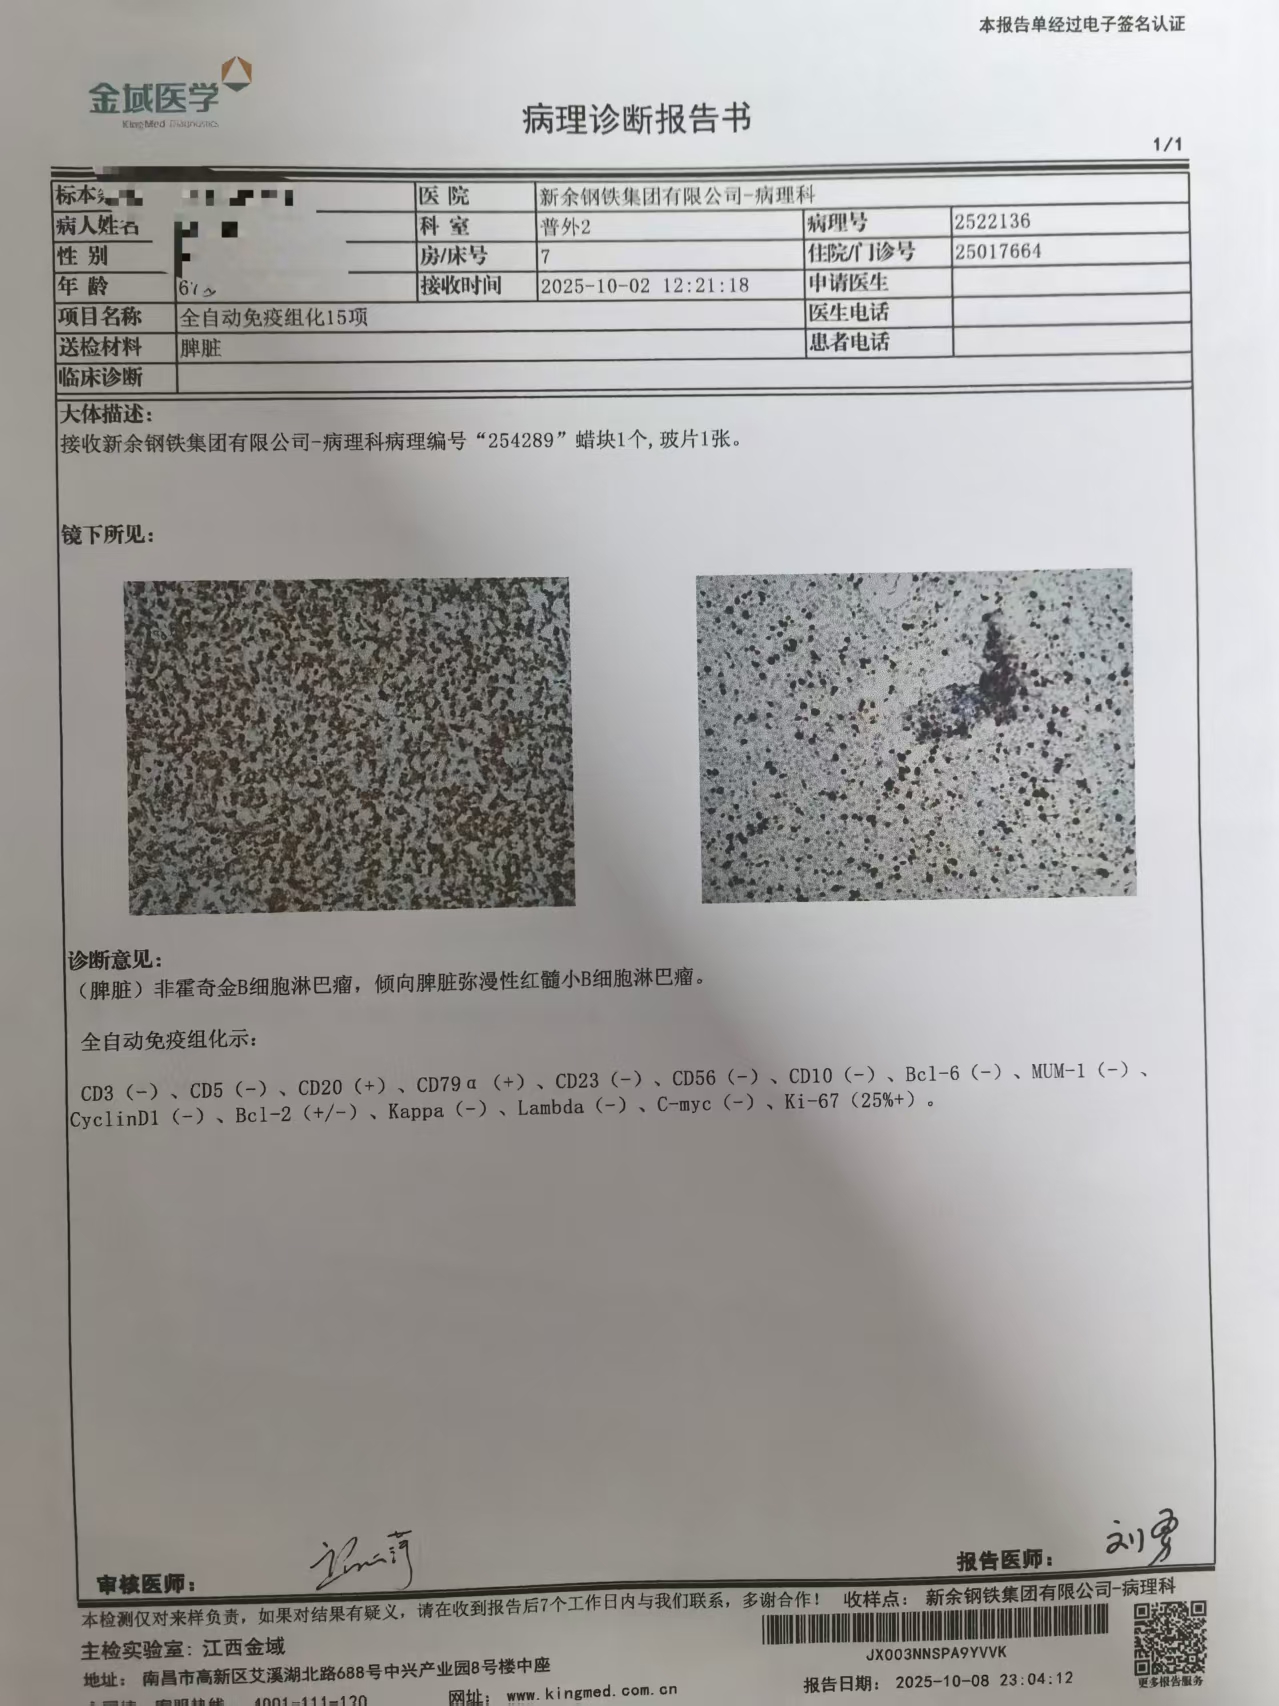 本报告单经过电子签名认证
金域医学
KingMed Diagnostics
病理诊断报告书
1/1
标本 医 院 新余钢铁集团有限公司-病理科
病人姓名 科 室 普外2 病理号 2522136
性 别 房/床号 7 住院/门诊号 25017664
年 龄 接收时间 2025-10-02 12:21:18 申请医生
项目名称 全自动免疫组化15项 医生电话
送检材料 脾脏 患者电话
临床诊断
大体描述:
接收新余钢铁集团有限公司-病理科病理编号“254289”蜡块1个,玻片1张。
镜下所见:
诊断意见:
（脾脏）非霍奇金B细胞淋巴瘤，倾向脾脏弥漫性红髓小B细胞淋巴瘤。
全自动免疫组化示:
CD3（-）、CD5（-）、CD20（+）、CD79α（+）、CD23（-）、CD56（-）、CD10（-）、Bcl-6（-）、MUM-1（-）、
CyclinD1（-）、Bcl-2（+/-）、Kappa（-）、Lambda（-）、C-myc（-）、Ki-67（25%+）。
审核医师: 报告医师: 刘勇
本检测仅对来样负责，如果对结果有疑义，请在收到报告后7个工作日内与我们联系，多谢合作！ 收样点: 新余钢铁集团有限公司-病理科
主检实验室: 江西金域
JX003NNSPA9YVVK
地址: 南昌市高新区艾溪湖北路688号中兴产业园8号楼中座
更多报告服务
报告日期: 2025-10-08 23:04:12
网址: www.kingmed.com.cn